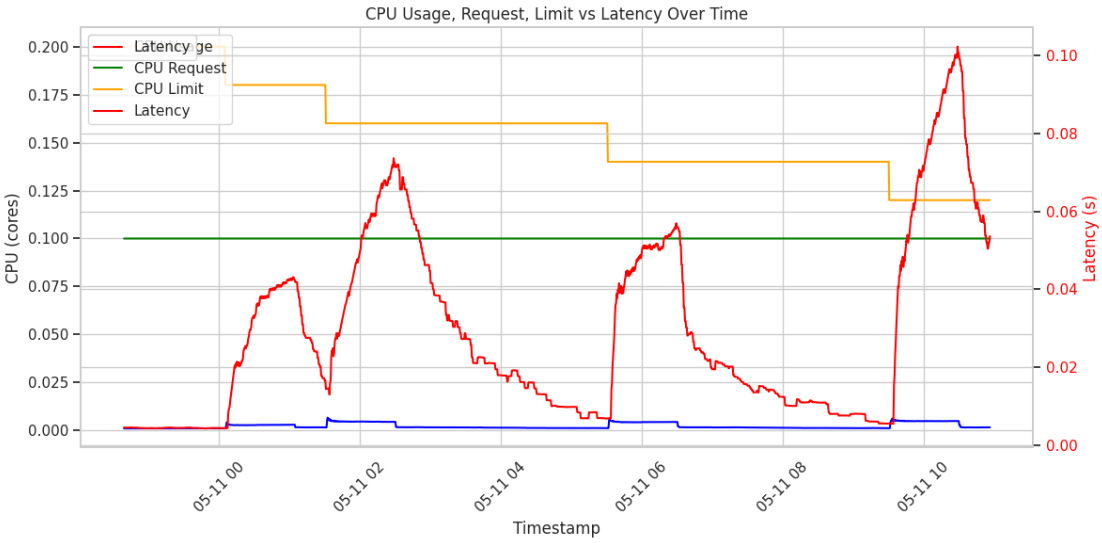 CPU Usage, Request, Limit vs Latency Over Time
0.200
0.175
0.150
0.125
0.100
0.075
0.050
0.025
0.000
CPU (cores)
Latency
CPU Request
CPU Limit
Latency
0.10
0.08
0.06
0.04
0.02
0.00
Latency (s)
05-11 00
05-11 02
05-11 04
05-11 06
05-11 08
05-11 10
Timestamp